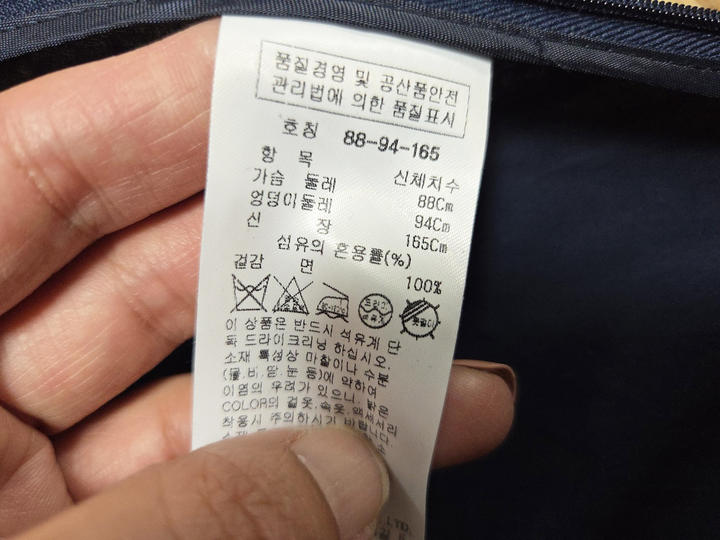 품질경영 및 공산품안전
관리법에 의한 품질표시
호칭 88-94-165
항 목 신체치수
가슴 둘레 88Cm
엉덩이둘레 94Cm
신 장 165Cm
섬유의 혼용률(%)
겉감 면 100%
드라이
석유계
이 상품은 반드시 석유계 단
독 드라이크리닝 하십시오.
소재 특성상 마찰이나 수분
(물.비.땀.눈 등)에 약하여
이염의 우려가 있으니. 밝은
COLOR의 겉옷.속옷.액세서리
착용시 주의하시기 바랍니다.
LTD.